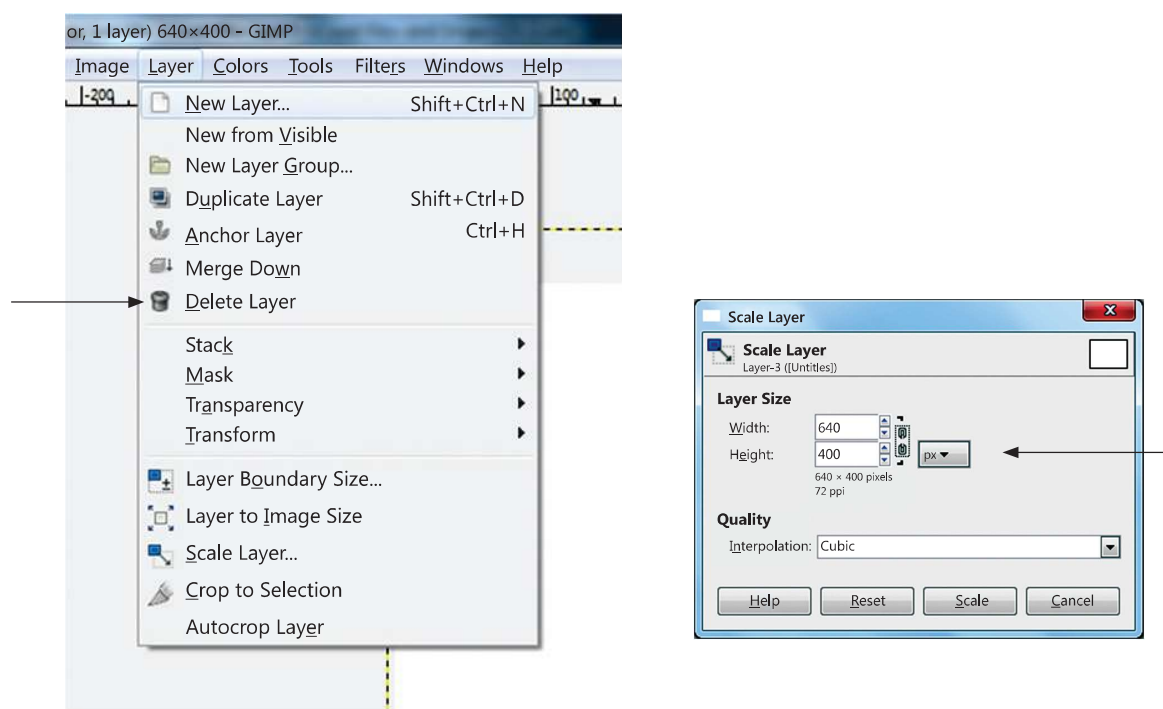 or, 1 layer) 640×400 – GIMP
Image Layer Colors Tools Filters Windows Help
-200
100
New Layer... Shift+Ctrl+N
New from Visible
New Layer Group...
Duplicate Layer Shift+Ctrl+D
Anchor Layer Ctrl+H
Merge Down
Delete Layer
Stack
Mask
Transparency
Transform
Layer Boundary Size...
Layer to Image Size
Scale Layer...
Crop to Selection
Autocrop Layer
Scale Layer
Scale Layer
Layer-3 ([Untitles])
Layer Size
Width: 640
Height: 400 px
640 × 400 pixels
72 ppi
Quality
Interpolation: Cubic
Help Reset Scale Cancel